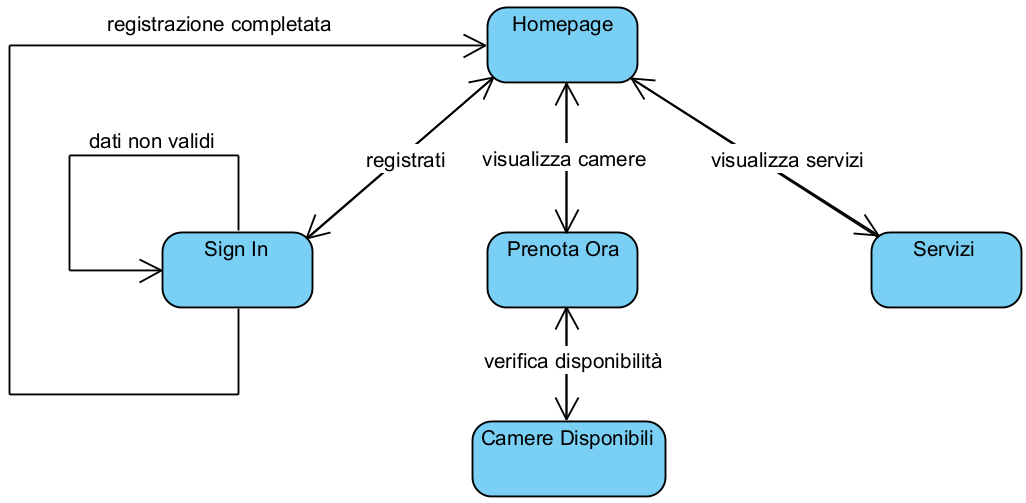 registrazione completata
Homepage
dati non validi
registrati
visualizza camere
visualizza servizi
Sign In
Prenota Ora
Servizi
verifica disponibilità
Camere Disponibili